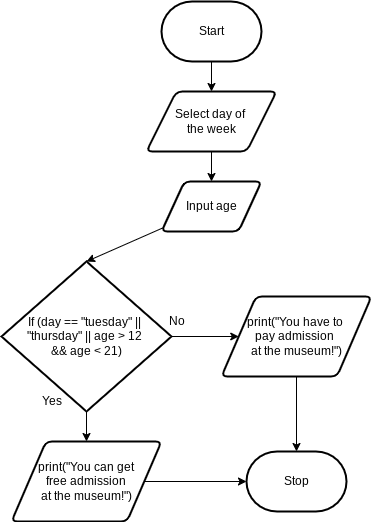 Start
Select day of
the week
Input age
If (day == "tuesday" ||
"thursday" || age > 12
&& age < 21)
No
print("You have to
pay admission
at the museum!")
Yes
print("You can get
free admission
at the museum!")
Stop